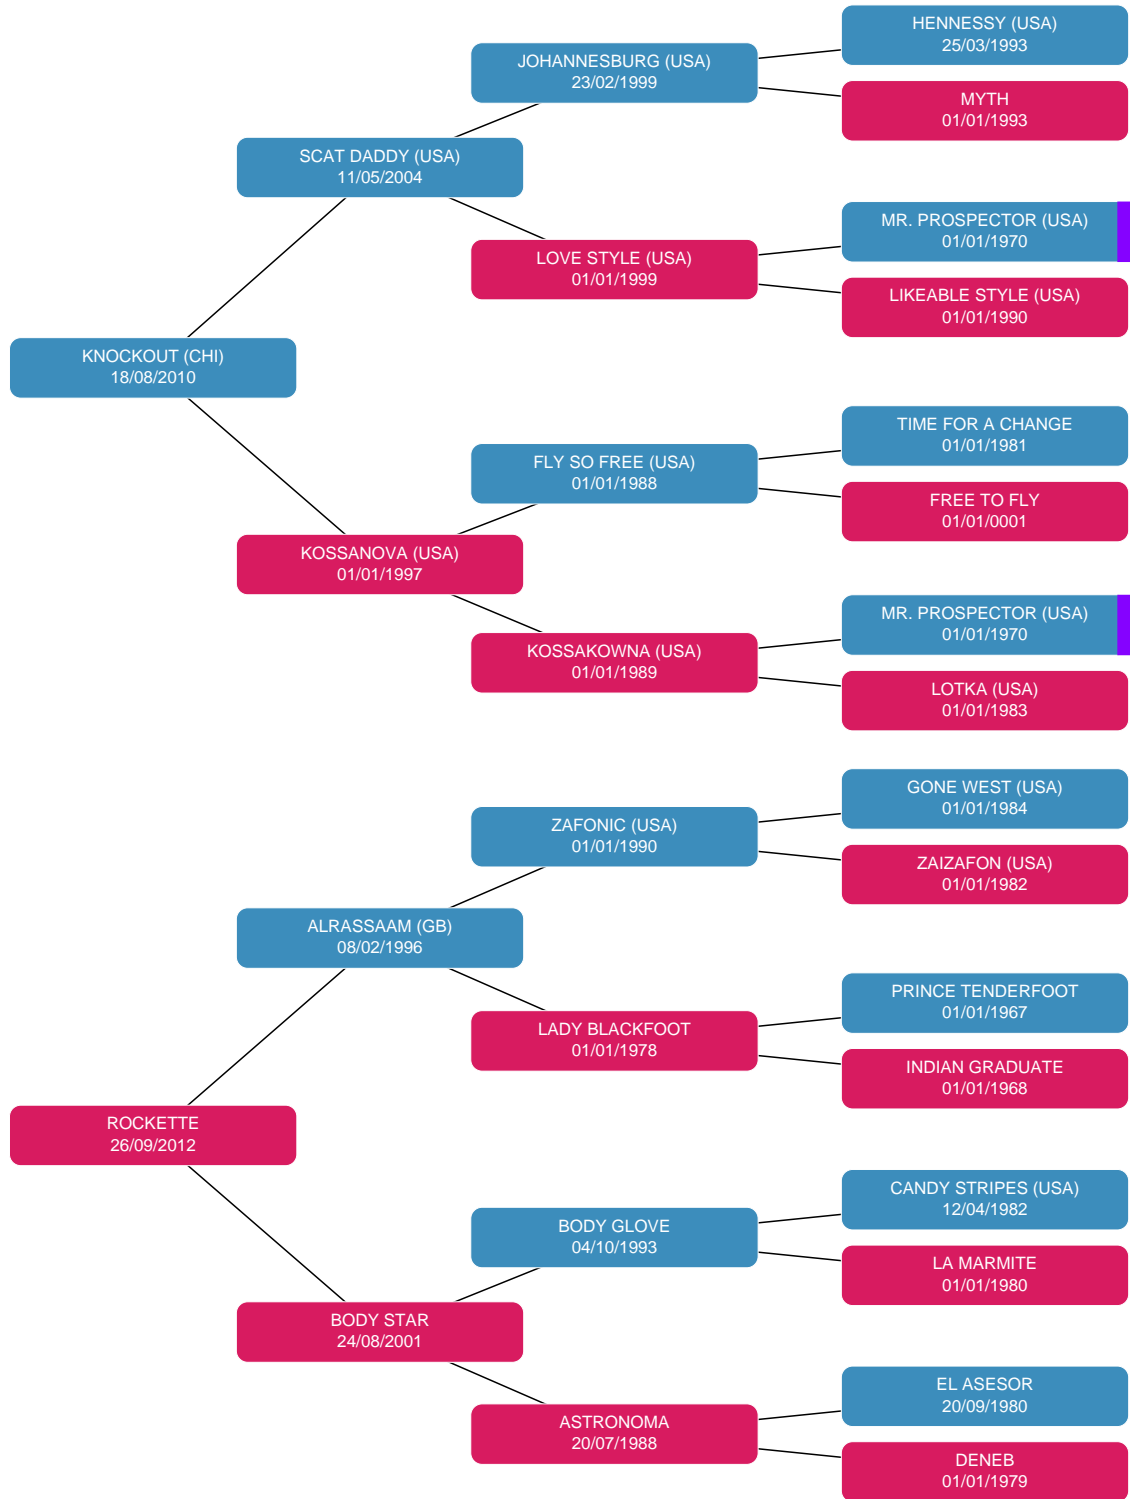 HENNESSY (USA)
25/03/1993
JOHANNESBURG (USA)
23/02/1999
MYTH
01/01/1993
SCAT DADDY (USA)
11/05/2004
MR. PROSPECTOR (USA)
01/01/1970
LOVE STYLE (USA)
01/01/1999
LIKEABLE STYLE (USA)
01/01/1990
KNOCKOUT (CHI)
18/08/2010
TIME FOR A CHANGE
01/01/1981
FLY SO FREE (USA)
01/01/1988
FREE TO FLY
01/01/0001
KOSSANOVA (USA)
01/01/1997
MR. PROSPECTOR (USA)
01/01/1970
KOSSAKOWNA (USA)
01/01/1989
LOTKA (USA)
01/01/1983
GONE WEST (USA)
01/01/1984
ZAFONIC (USA)
01/01/1990
ZAIZAFON (USA)
01/01/1982
ALRASSAAM (GB)
08/02/1996
PRINCE TENDERFOOT
01/01/1967
LADY BLACKFOOT
01/01/1978
INDIAN GRADUATE
01/01/1968
ROCKETTE
26/09/2012
CANDY STRIPES (USA)
12/04/1982
BODY GLOVE
04/10/1993
LA MARMITE
01/01/1980
BODY STAR
24/08/2001
EL ASESOR
20/09/1980
ASTRONOMA
20/07/1988
DENEB
01/01/1979